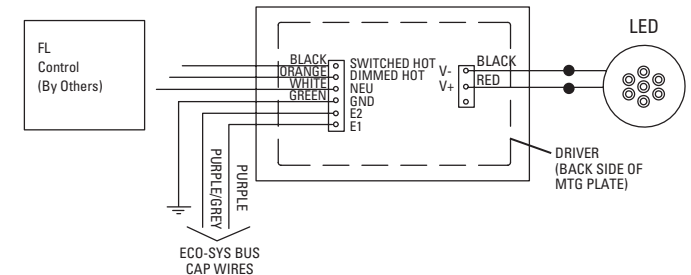 FL
Control
(By Others)
BLACK
ORANGE
WHITE
GREEN
SWITCHED HOT
DIMMED HOT
NEU
GND
E2
E1
V-
V+
BLACK
RED
LED
DRIVER
(BACK SIDE OF
MTG PLATE)
PURPLE/GREY
PURPLE
ECO-SYS BUS
CAP WIRES